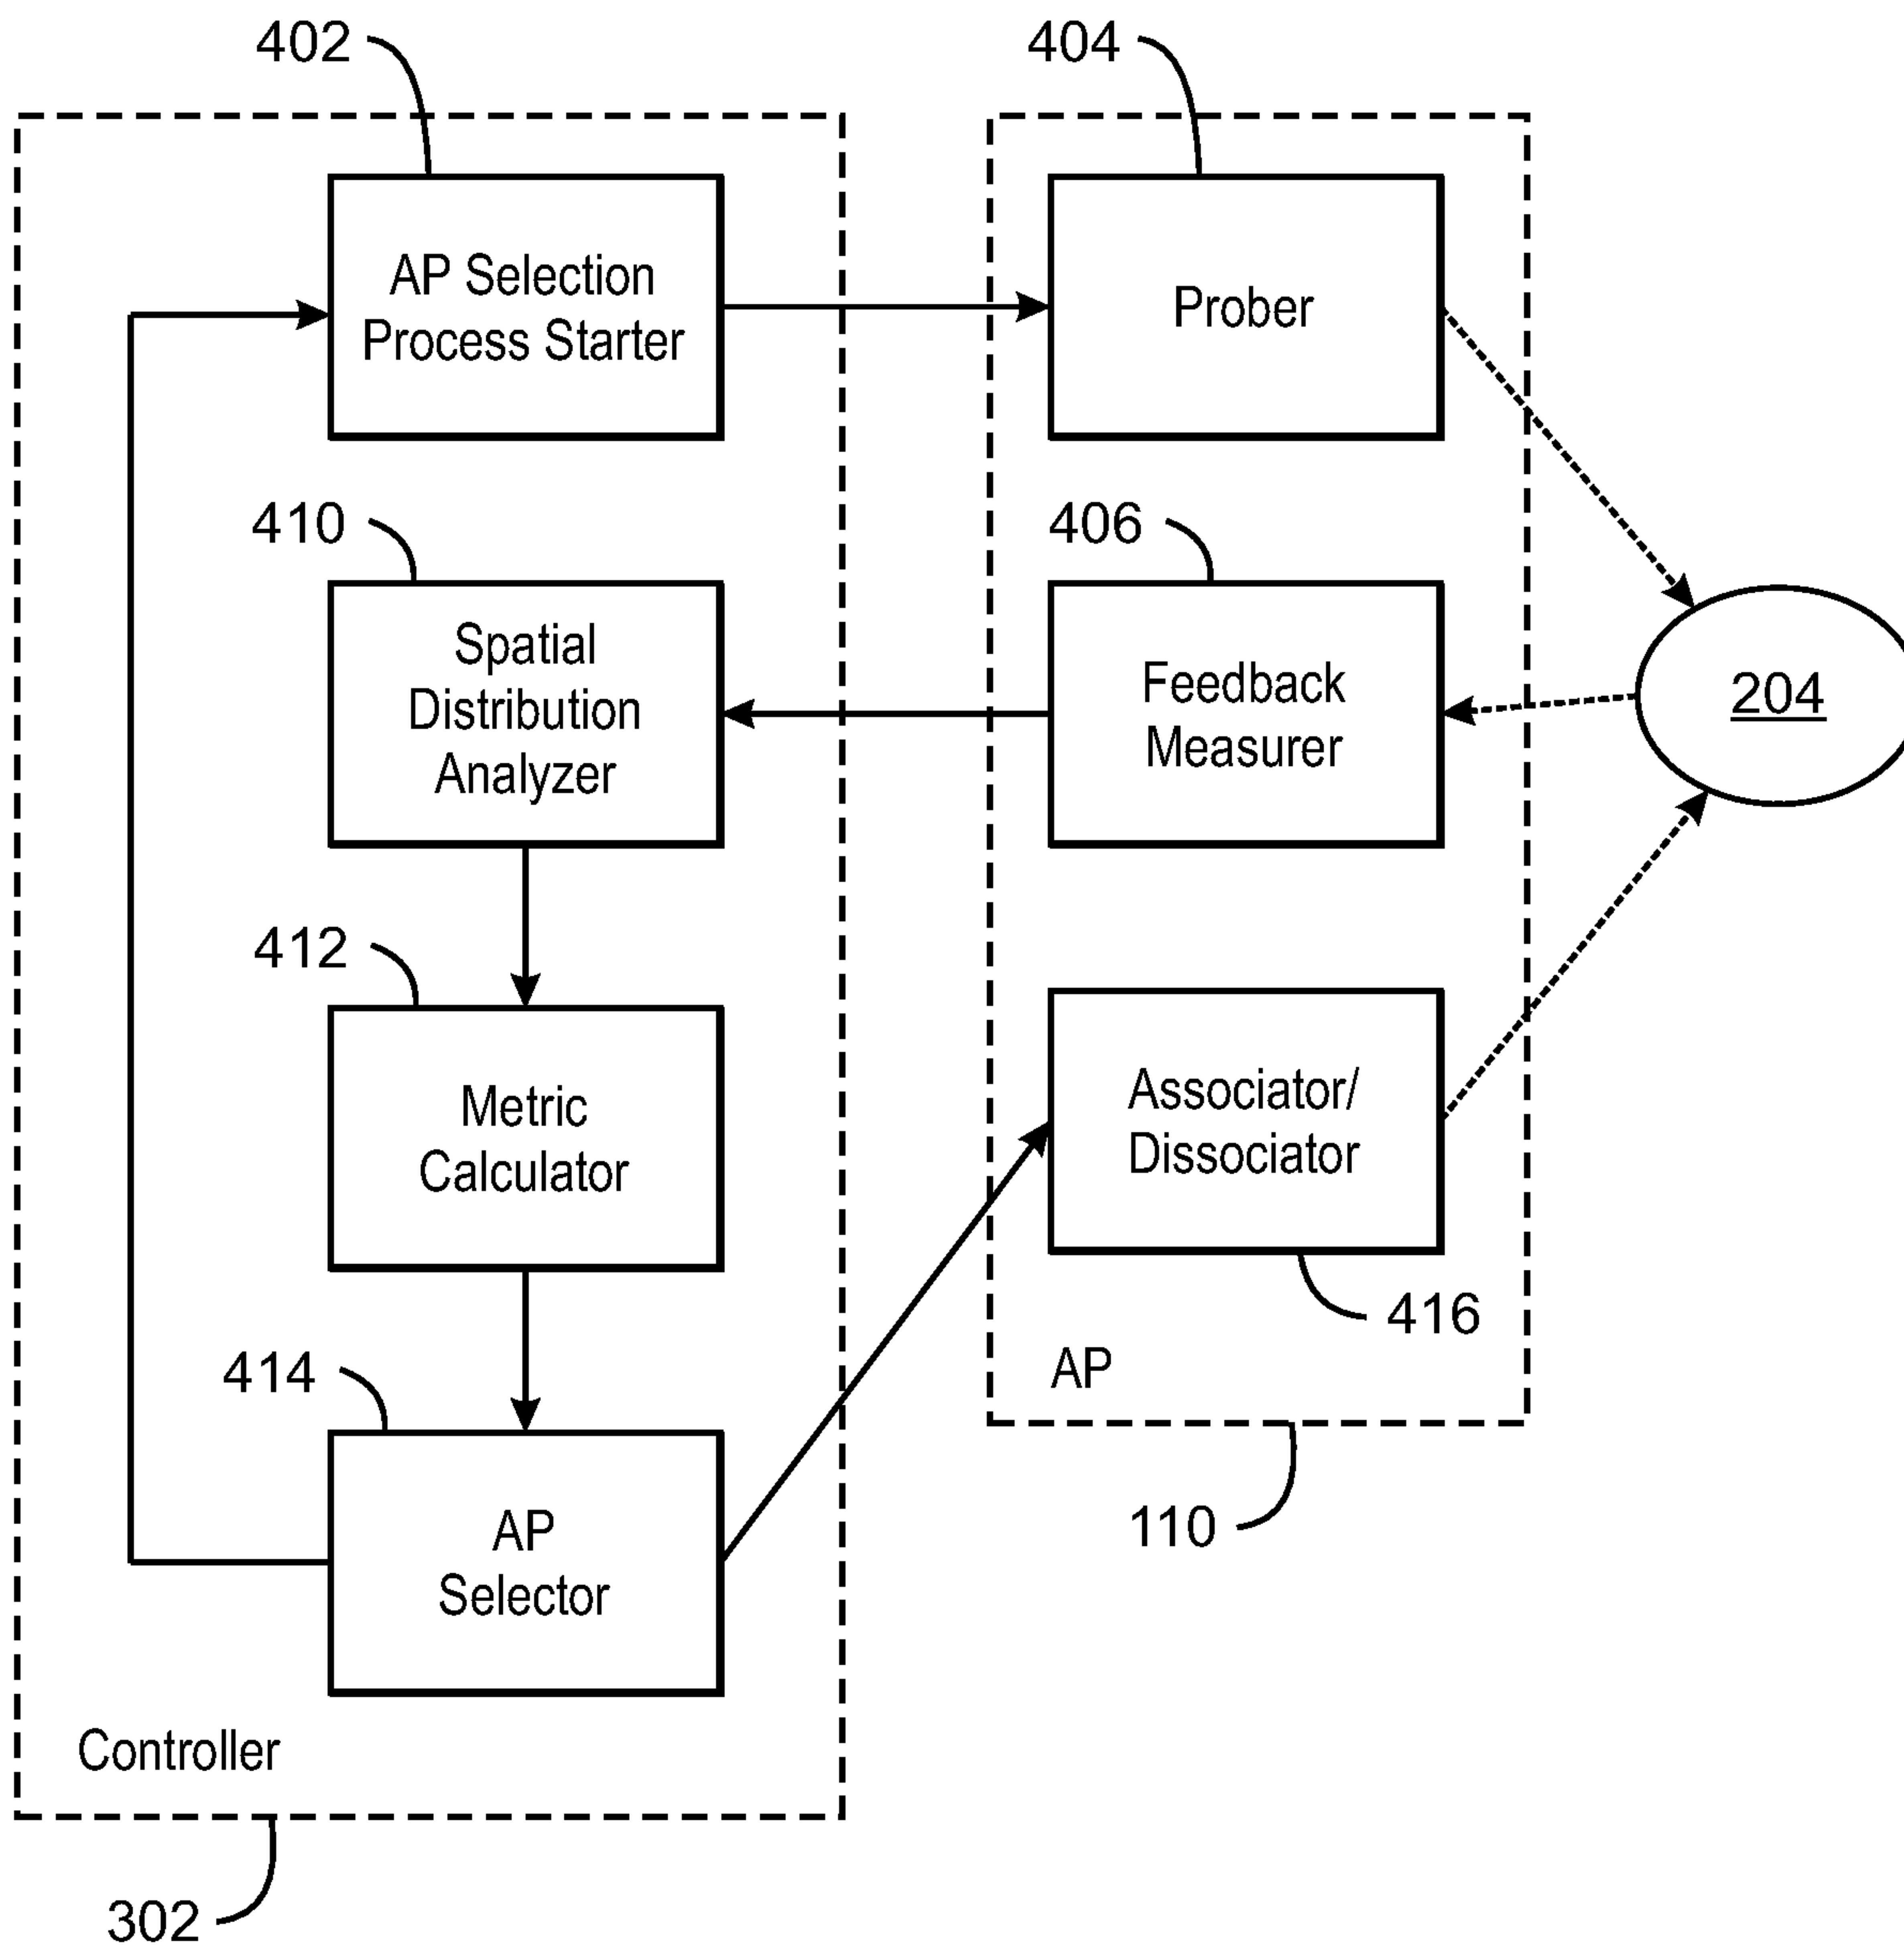 402
404
AP Selection
Process Starter
Prober
410
406
Spatial
Distribution
Analyzer
Feedback
Measurer
204
412
Metric
Calculator
Associator/
Dissociator
416
414
AP
AP
Selector
110
Controller
302